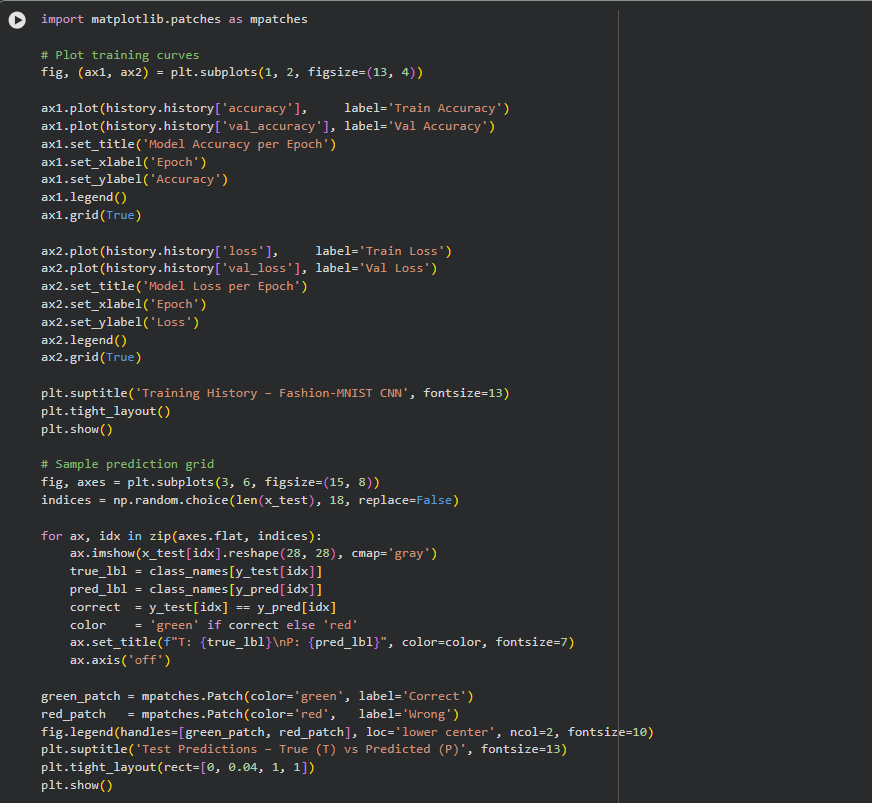 import matplotlib.patches as mpatches

# Plot training curves
fig, (ax1, ax2) = plt.subplots(1, 2, figsize=(13, 4))

ax1.plot(history.history['accuracy'],     label='Train Accuracy')
ax1.plot(history.history['val_accuracy'], label='Val Accuracy')
ax1.set_title('Model Accuracy per Epoch')
ax1.set_xlabel('Epoch')
ax1.set_ylabel('Accuracy')
ax1.legend()
ax1.grid(True)

ax2.plot(history.history['loss'],     label='Train Loss')
ax2.plot(history.history['val_loss'], label='Val Loss')
ax2.set_title('Model Loss per Epoch')
ax2.set_xlabel('Epoch')
ax2.set_ylabel('Loss')
ax2.legend()
ax2.grid(True)

plt.suptitle('Training History – Fashion-MNIST CNN', fontsize=13)
plt.tight_layout()
plt.show()

# Sample prediction grid
fig, axes = plt.subplots(3, 6, figsize=(15, 8))
indices = np.random.choice(len(x_test), 18, replace=False)

for ax, idx in zip(axes.flat, indices):
    ax.imshow(x_test[idx].reshape(28, 28), cmap='gray')
    true_lbl = class_names[y_test[idx]]
    pred_lbl = class_names[y_pred[idx]]
    correct  = y_test[idx] == y_pred[idx]
    color    = 'green' if correct else 'red'
    ax.set_title(f"T: {true_lbl}\nP: {pred_lbl}", color=color, fontsize=7)
    ax.axis('off')

green_patch = mpatches.Patch(color='green', label='Correct')
red_patch   = mpatches.Patch(color='red',   label='Wrong')
fig.legend(handles=[green_patch, red_patch], loc='lower center', ncol=2, fontsize=10)
plt.suptitle('Test Predictions – True (T) vs Predicted (P)', fontsize=13)
plt.tight_layout(rect=[0, 0.04, 1, 1])
plt.show()